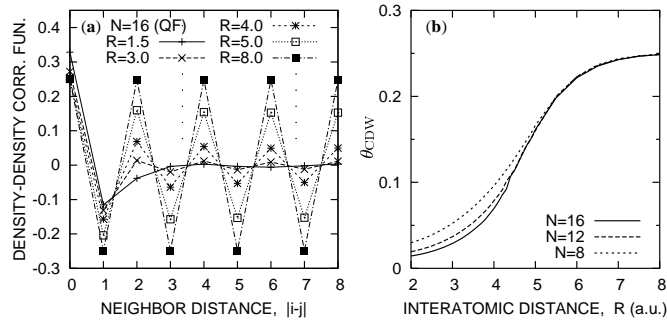 (a)
N=16 (QF)
R=1.5
R=3.0
R=4.0
R=5.0
R=8.0
DENSITY-DENSITY CORR. FUN.
0.4
0.3
0.2
0.1
0
-0.1
-0.2
-0.3
0 1 2 3 4 5 6 7 8
NEIGHBOR DISTANCE, |i-j|
(b)
θCDW
0.3
0.2
0.1
0
N=16
N=12
N=8
2 3 4 5 6 7 8
INTERATOMIC DISTANCE, R (a.u.)